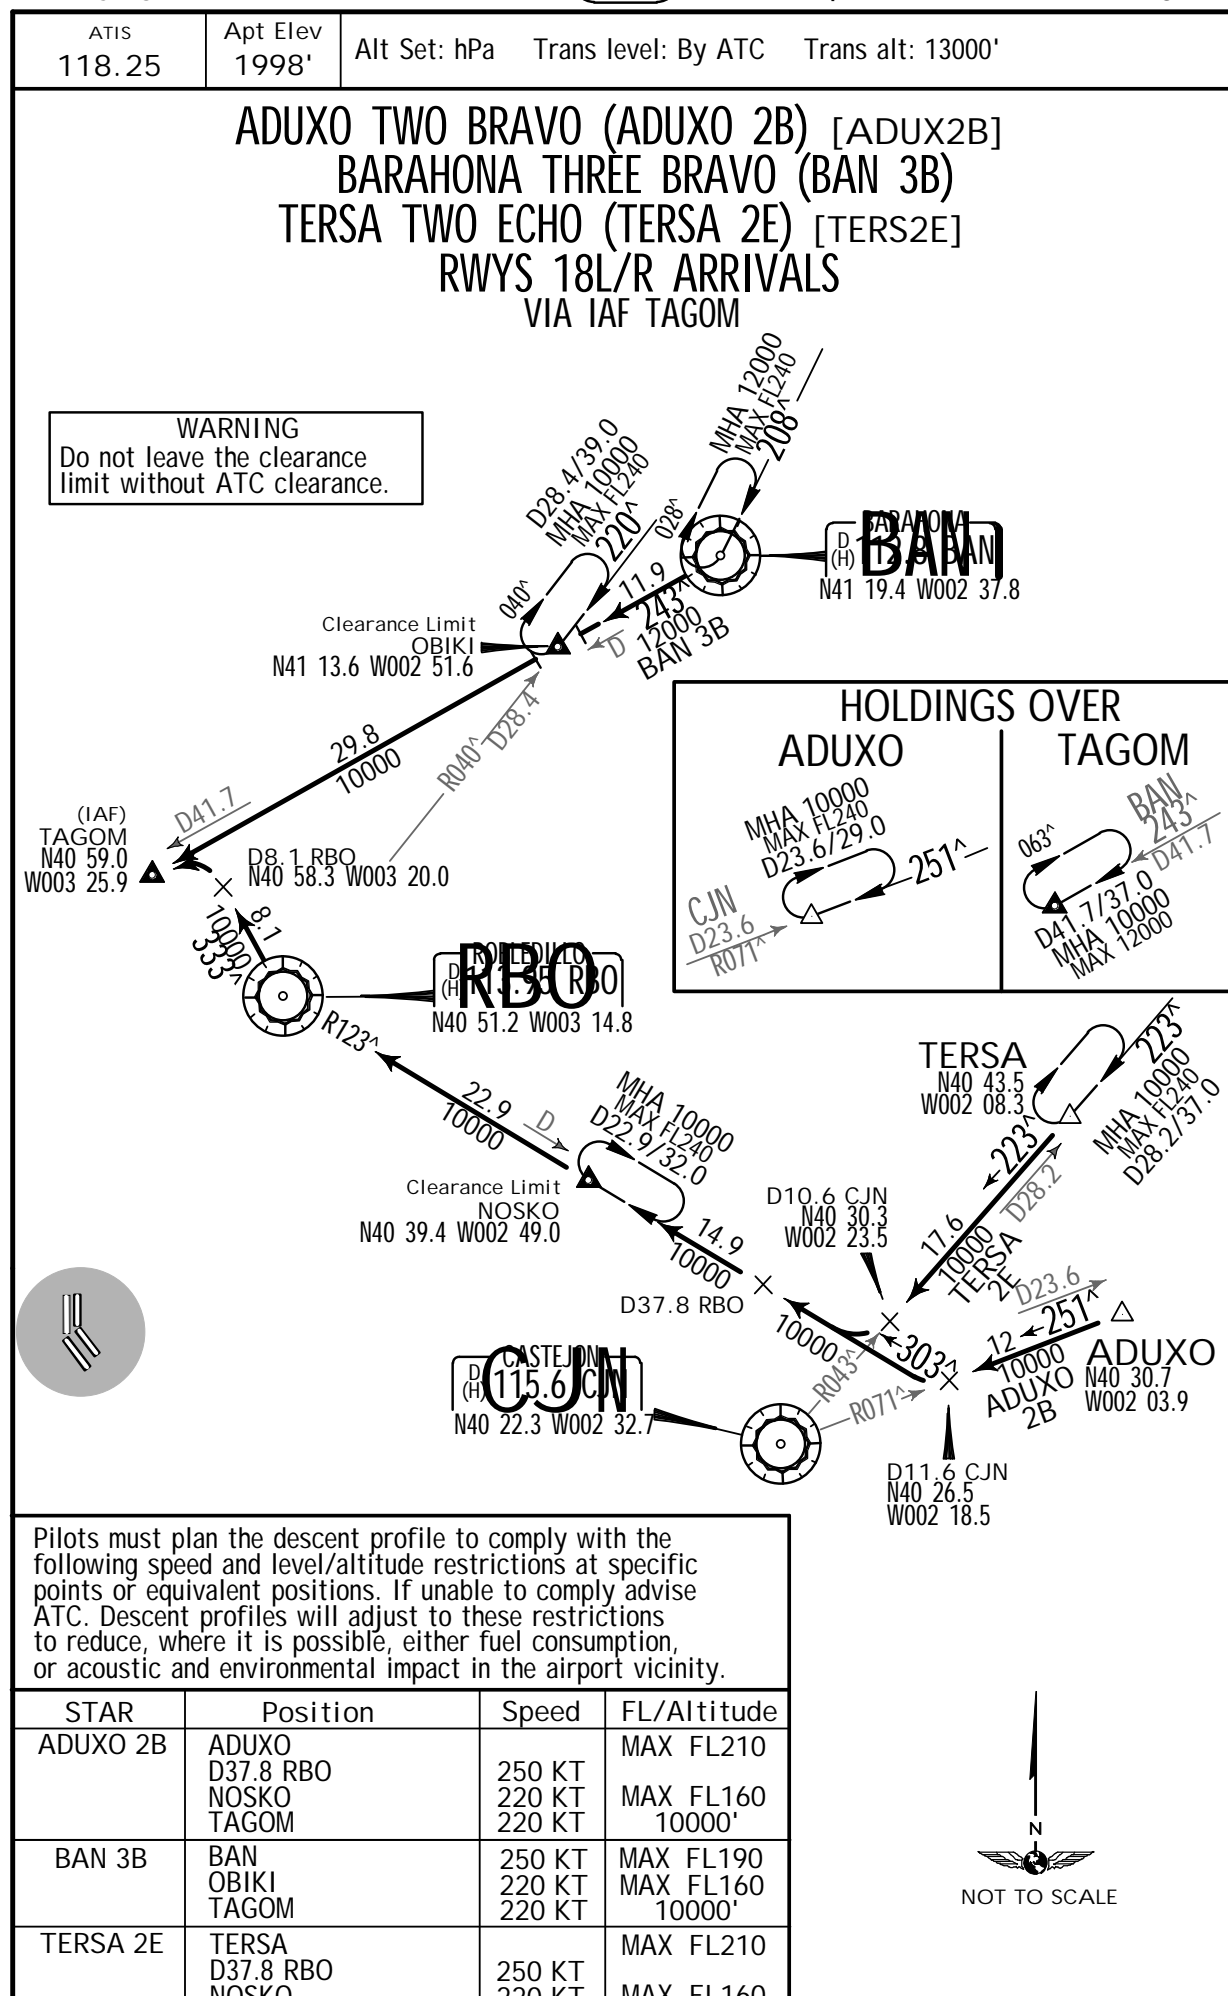 ATIS
118.25
Apt Elev
1998'
Alt Set: hPa Trans level: By ATC Trans alt: 13000'
ADUXO TWO BRAVO (ADUXO 2B) [ADUX2B]
BARAHONA THREE BRAVO (BAN 3B)
TERSA TWO ECHO (TERSA 2E) [TERS2E]
RWYS 18L/R ARRIVALS
VIA IAF TAGOM
WARNING
Do not leave the clearance
limit without ATC clearance.
MHA 12000
MAX FL240
208^
D28.4/39.0
MHA 10000
MAX FL240
220^
028^
040^
BARAHONA
D
(H)
112.8 BAN
BAN
N41 19.4 W002 37.8
11.9
243^
12000
BAN 3B
D
Clearance Limit
OBIKI
N41 13.6 W002 51.6
29.8
10000
R040^
D28.4
D41.7
(IAF)
TAGOM
N40 59.0
W003 25.9
D8.1 RBO
N40 58.3 W003 20.0
8.1
10000
333^
HOLDINGS OVER
ADUXO
MHA 10000
MAX FL240
D23.6/29.0
251^
CJN
D23.6
R071^
TAGOM
063^
BAN
243^
D41.7
D41.7/37.0
MHA 10000
MAX 12000
ROBLEDILLO
D
(H)
113.95 RBO
RBO
N40 51.2 W003 14.8
R123^
22.9
10000
D
MHA 10000
MAX FL240
D22.9/32.0
Clearance Limit
NOSKO
N40 39.4 W002 49.0
14.9
10000
D37.8 RBO
TERSA
N40 43.5
W002 08.3
223^
MHA 10000
MAX FL240
D28.2/37.0
223^
D28.2
17.6
10000
TERSA
2E
D10.6 CJN
N40 30.3
W002 23.5
D23.6
251^
12
10000
ADUXO
2B
ADUXO
N40 30.7
W002 03.9
10000
303^
R043^
R071^
CASTEJON
D
(H)
115.6 CJN
CJN
N40 22.3 W002 32.7
D11.6 CJN
N40 26.5
W002 18.5
Pilots must plan the descent profile to comply with the
following speed and level/altitude restrictions at specific
points or equivalent positions. If unable to comply advise
ATC. Descent profiles will adjust to these restrictions
to reduce, where it is possible, either fuel consumption,
or acoustic and environmental impact in the airport vicinity.
STAR Position Speed FL/Altitude
ADUXO 2B ADUXO MAX FL210
D37.8 RBO 250 KT
NOSKO 220 KT MAX FL160
TAGOM 220 KT 10000'
BAN 3B BAN 250 KT MAX FL190
OBIKI 220 KT MAX FL160
TAGOM 220 KT 10000'
TERSA 2E TERSA MAX FL210
D37.8 RBO 250 KT
NOSKO 220 KT MAX FL160
N
NOT TO SCALE